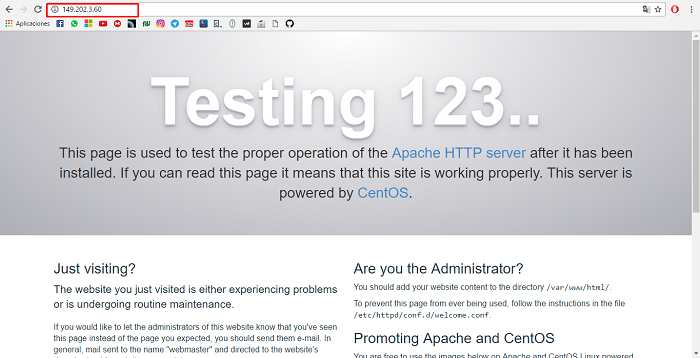 149.202.3.60
Aplicaciones
Testing 123..
This page is used to test the proper operation of the Apache HTTP server after it has been
installed. If you can read this page it means that this site is working properly. This server is
powered by CentOS.
Just visiting?
The website you just visited is either experiencing problems
or is undergoing routine maintenance.
If you would like to let the administrators of this website know that you've seen
this page instead of the page you expected, you should send them e-mail. In
general, mail sent to the name "webmaster" and directed to the website's
Are you the Administrator?
You should add your website content to the directory /var/www/html/.
To prevent this page from ever being used, follow the instructions in the file
/etc/httpd/conf.d/welcome.conf.
Promoting Apache and CentOS
You are free to use the images below on Apache and CentOS Linux powered